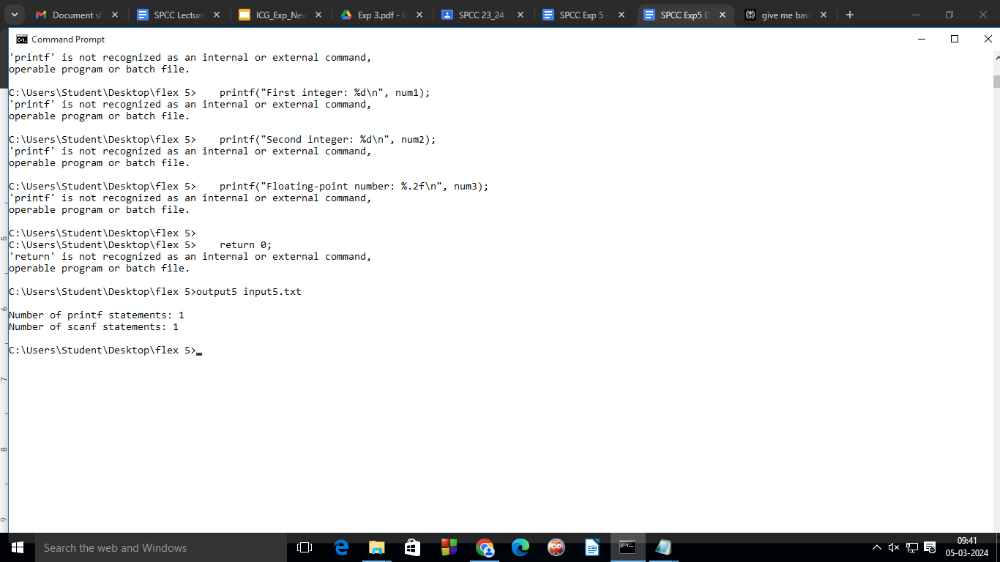 Document sh
SPCC Lecture
ICG_Exp_New
Exp 3.pdf - G
SPCC 23_24
SPCC Exp 5 -
SPCC Exp5 D
give me basi
Command Prompt
'printf' is not recognized as an internal or external command,
operable program or batch file.
C:\Users\Student\Desktop\flex 5>    printf("First integer: %d\n", num1);
'printf' is not recognized as an internal or external command,
operable program or batch file.
C:\Users\Student\Desktop\flex 5>    printf("Second integer: %d\n", num2);
'printf' is not recognized as an internal or external command,
operable program or batch file.
C:\Users\Student\Desktop\flex 5>    printf("Floating-point number: %.2f\n", num3);
'printf' is not recognized as an internal or external command,
operable program or batch file.
C:\Users\Student\Desktop\flex 5>
C:\Users\Student\Desktop\flex 5>    return 0;
'return' is not recognized as an internal or external command,
operable program or batch file.
C:\Users\Student\Desktop\flex 5>output5 input5.txt
Number of printf statements: 1
Number of scanf statements: 1
C:\Users\Student\Desktop\flex 5>
5
6
7
8
9
Search the web and Windows
09:41
05-03-2024